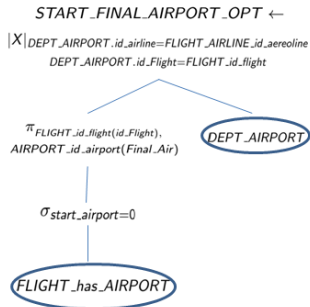 START_FINAL_AIRPORT_OPT ←
|X|DEPT_AIRPORT.id_airline=FLIGHT_AIRLINE_id_aereoline
DEPT_AIRPORT.id_Flight=FLIGHT_id_flight
πFLIGHT_id_flight(id_Flight),
AIRPORT_id_airport(Final_Air)
DEPT_AIRPORT
σstart_airport=0
FLIGHT_has_AIRPORT